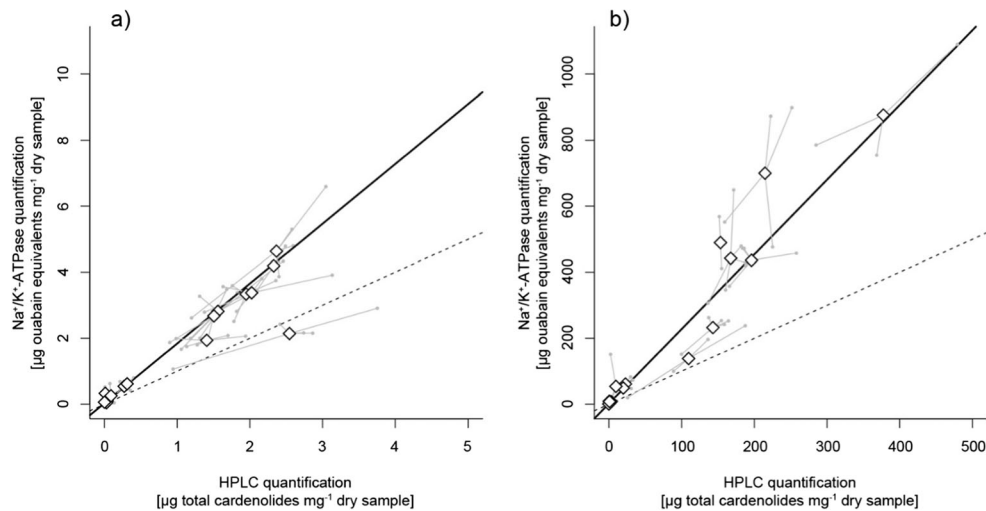 a)
Na⁺/K⁺-ATPase quantification
[µg ouabain equivalents mg⁻¹ dry sample]
10
8
6
4
2
0
0 1 2 3 4 5
HPLC quantification
[µg total cardenolides mg⁻¹ dry sample]
b)
Na⁺/K⁺-ATPase quantification
[µg ouabain equivalents mg⁻¹ dry sample]
1000
800
600
400
200
0
0 100 200 300 400 500
HPLC quantification
[µg total cardenolides mg⁻¹ dry sample]